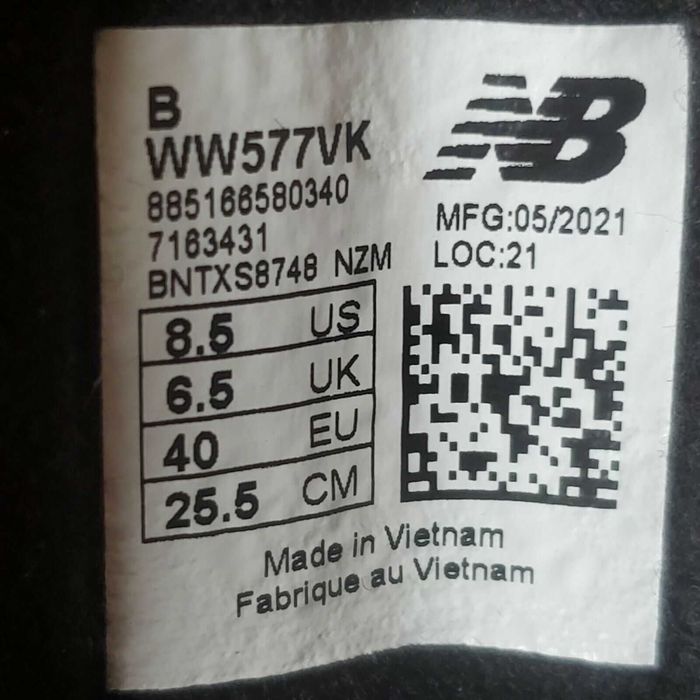 B
WW577VK
885166580340
7163431
BNTXS8748 NZM
NB
MFG:05/2021
LOC:21
8.5 US
6.5 UK
40 EU
25.5 CM
Made in Vietnam
Fabrique au Vietnam